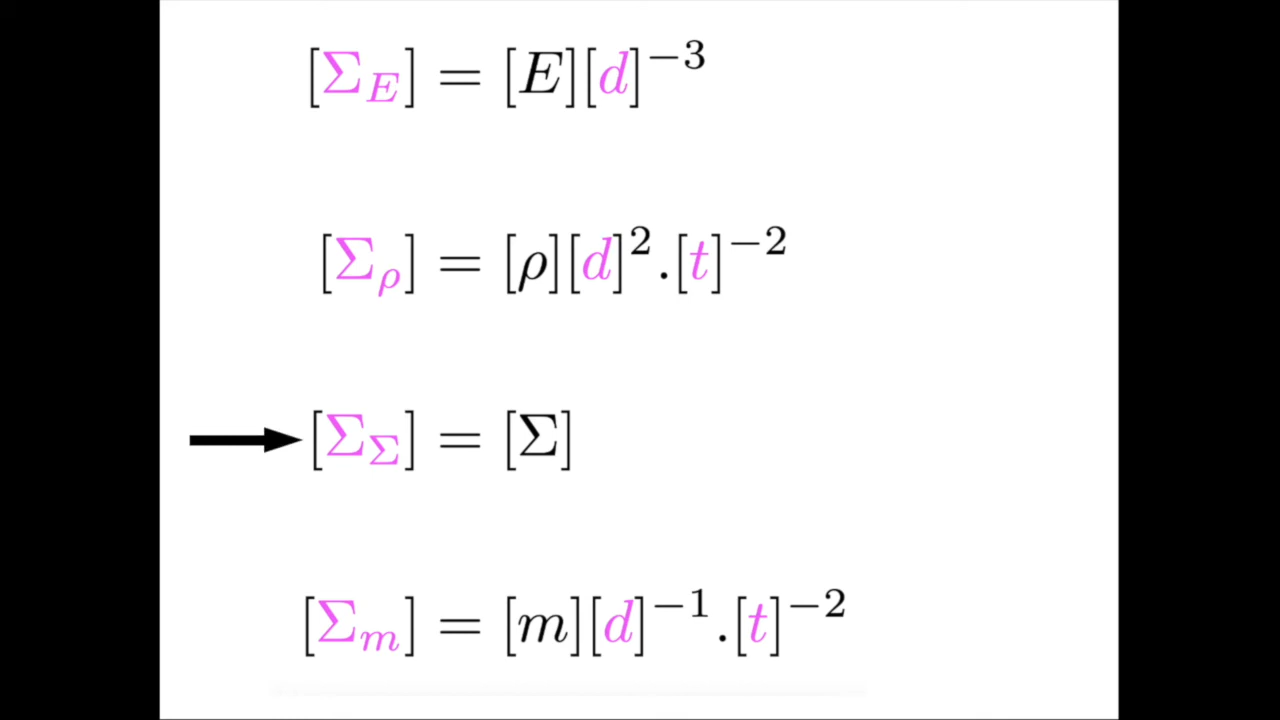 [Σ_E] = [E][d]^{-3}
[Σ_ρ] = [ρ][d]^2.[t]^{-2}
[Σ_Σ] = [Σ]
[Σ_m] = [m][d]^{-1}.[t]^{-2}